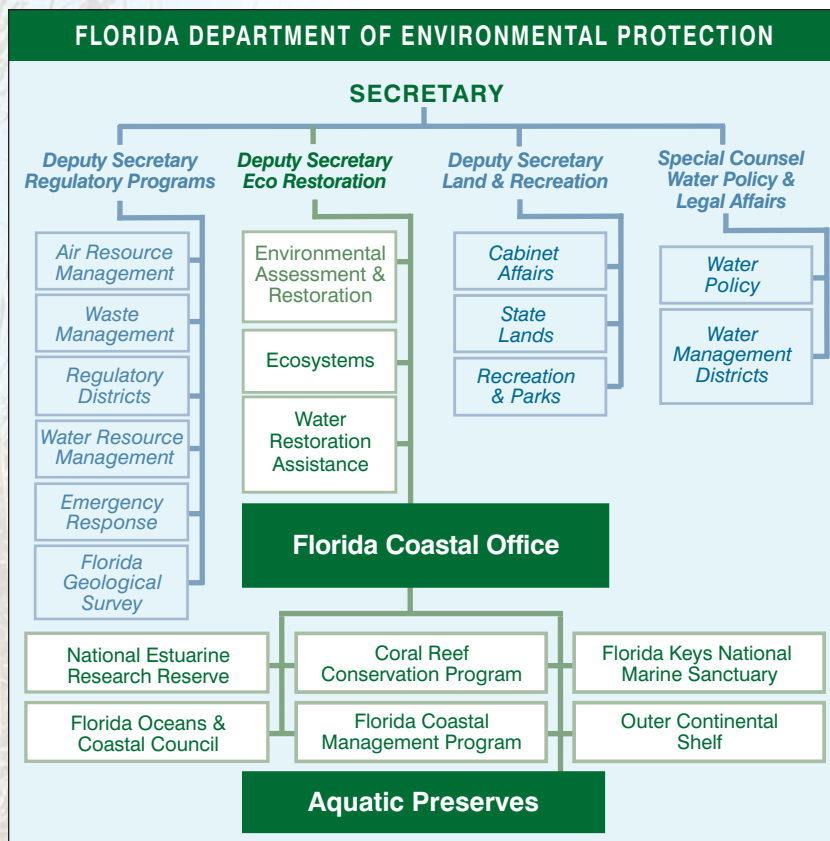 FLORIDA DEPARTMENT OF ENVIRONMENTAL PROTECTION
SECRETARY
Deputy Secretary
Regulatory Programs
Air Resource
Management
Waste
Management
Regulatory
Districts
Water Resource
Management
Emergency
Response
Florida
Geological
Survey
Deputy Secretary
Eco Restoration
Environmental
Assessment &
Restoration
Ecosystems
Water
Restoration
Assistance
Deputy Secretary
Land & Recreation
Cabinet
Affairs
State
Lands
Recreation
& Parks
Special Counsel
Water Policy &
Legal Affairs
Water
Policy
Water
Management
Districts
Florida Coastal Office
National Estuarine
Research Reserve
Coral Reef
Conservation Program
Florida Keys National
Marine Sanctuary
Florida Oceans &
Coastal Council
Florida Coastal
Management Program
Outer Continental
Shelf
Aquatic Preserves